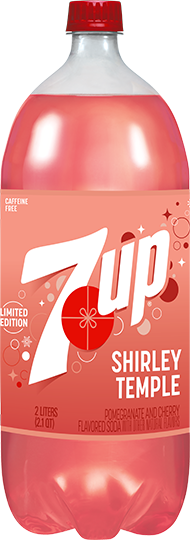 CAFFEINE
FREE
7up
LIMITED
EDITION
SHIRLEY
TEMPLE
2 LITERS
(2.1 QT)
POMEGRANATE AND CHERRY
FLAVORED SODA WITH OTHER NATURAL FLAVORS